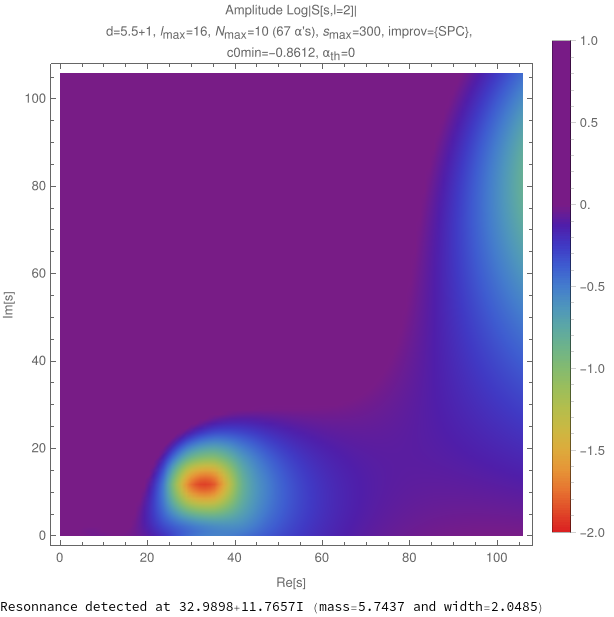 Amplitude Log|S[s,l=2]|
d=5.5+1, lmax=16, Nmax=10 (67 α's), smax=300, improv={SPC},
c0min=−0.8612, αth=0
1.0
0.5
0.
−0.5
−1.0
−1.5
−2.0
100
80
60
40
20
0
Im[s]
0 20 40 60 80 100
Re[s]
Resonnance detected at 32.9898+11.7657I (mass=5.7437 and width=2.0485)